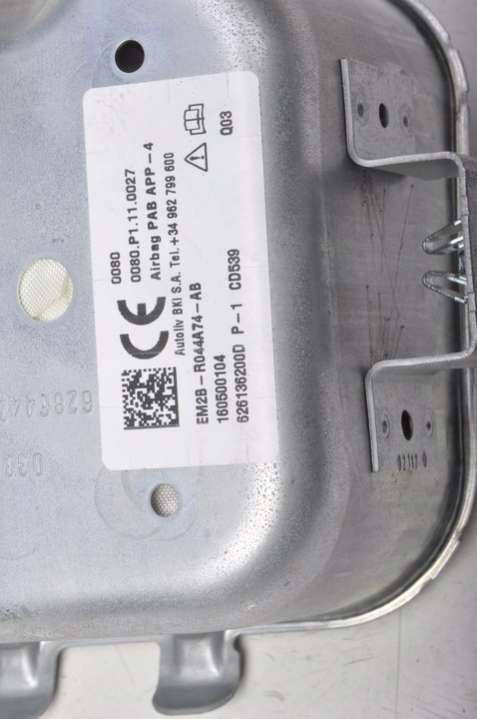 0080
0080.P1.11.0027
Airbag PAB APP-4
CE
Autoliv BKI S.A. Tel.+34 962 799 600
EM2B-R044A74-AB
160500104
626136200D P-1 CD539
Q03